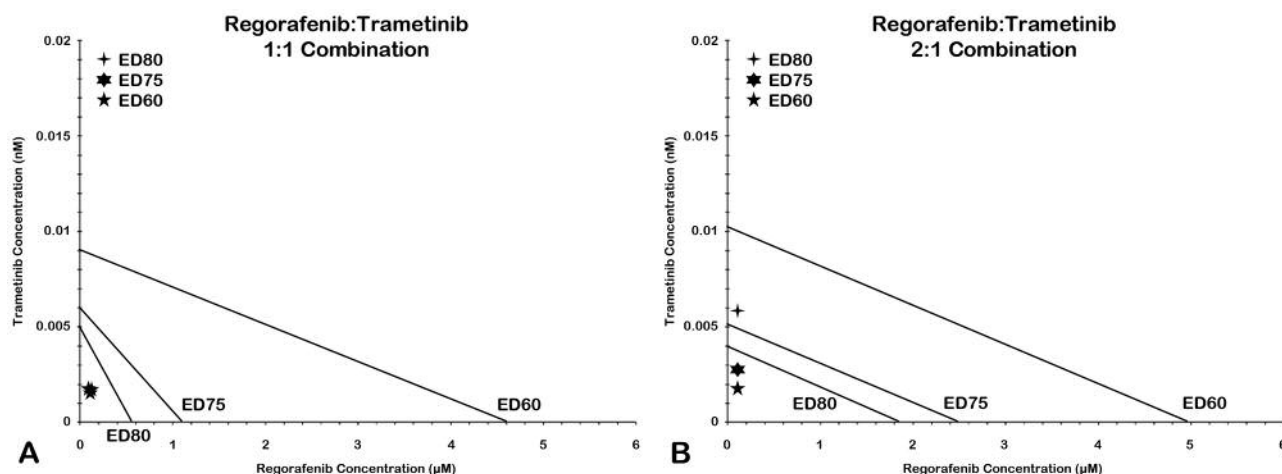 Regorafenib:Trametinib
1:1 Combination
0.02
0.015
0.01
0.005
0
Trametinib Concentration (nM)
ED80
ED75
ED60
ED80
ED75
ED60
0 1 2 3 4 5 6
Regorafenib Concentration (µM)
A
Regorafenib:Trametinib
2:1 Combination
0.02
0.015
0.01
0.005
0
Trametinib Concentration (nM)
ED80
ED75
ED60
ED80
ED75
ED60
0 1 2 3 4 5 6
Regorafenib Concentration (µM)
B